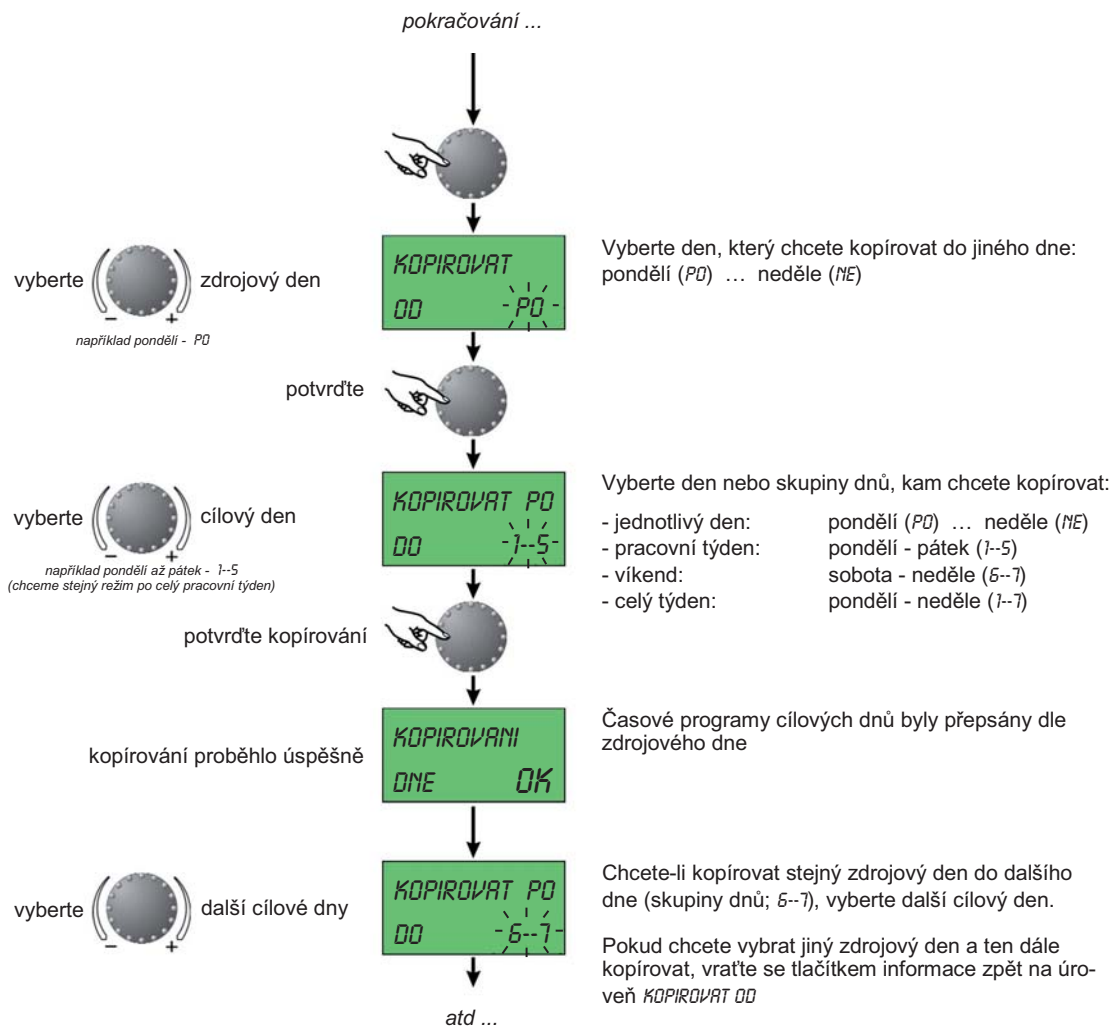 pokračování ...
vyberte zdrojový den
- +
například pondělí - PO
KOPIROVAT
OD - PO -
Vyberte den, který chcete kopírovat do jiného dne:
pondělí (PO) … neděle (NE)
potvrďte
vyberte cílový den
- +
například pondělí až pátek - 1--5
(chceme stejný režim po celý pracovní týden)
KOPIROVAT PO
DO - 1--5 -
Vyberte den nebo skupiny dnů, kam chcete kopírovat:
- jednotlivý den: pondělí (PO) … neděle (NE)
- pracovní týden: pondělí - pátek (1--5)
- víkend: sobota - neděle (6--7)
- celý týden: pondělí - neděle (1--7)
potvrďte kopírování
kopírování proběhlo úspěšně
KOPIROVANI
DNE OK
Časové programy cílových dnů byly přepsány dle
zdrojového dne
vyberte další cílové dny
- +
KOPIROVAT PO
DO - 6--7 -
Chcete-li kopírovat stejný zdrojový den do dalšího
dne (skupiny dnů; 6--7), vyberte další cílový den.
Pokud chcete vybrat jiný zdrojový den a ten dále
kopírovat, vraťte se tlačítkem informace zpět na úro-
veň KOPIROVAT OD
atd ...